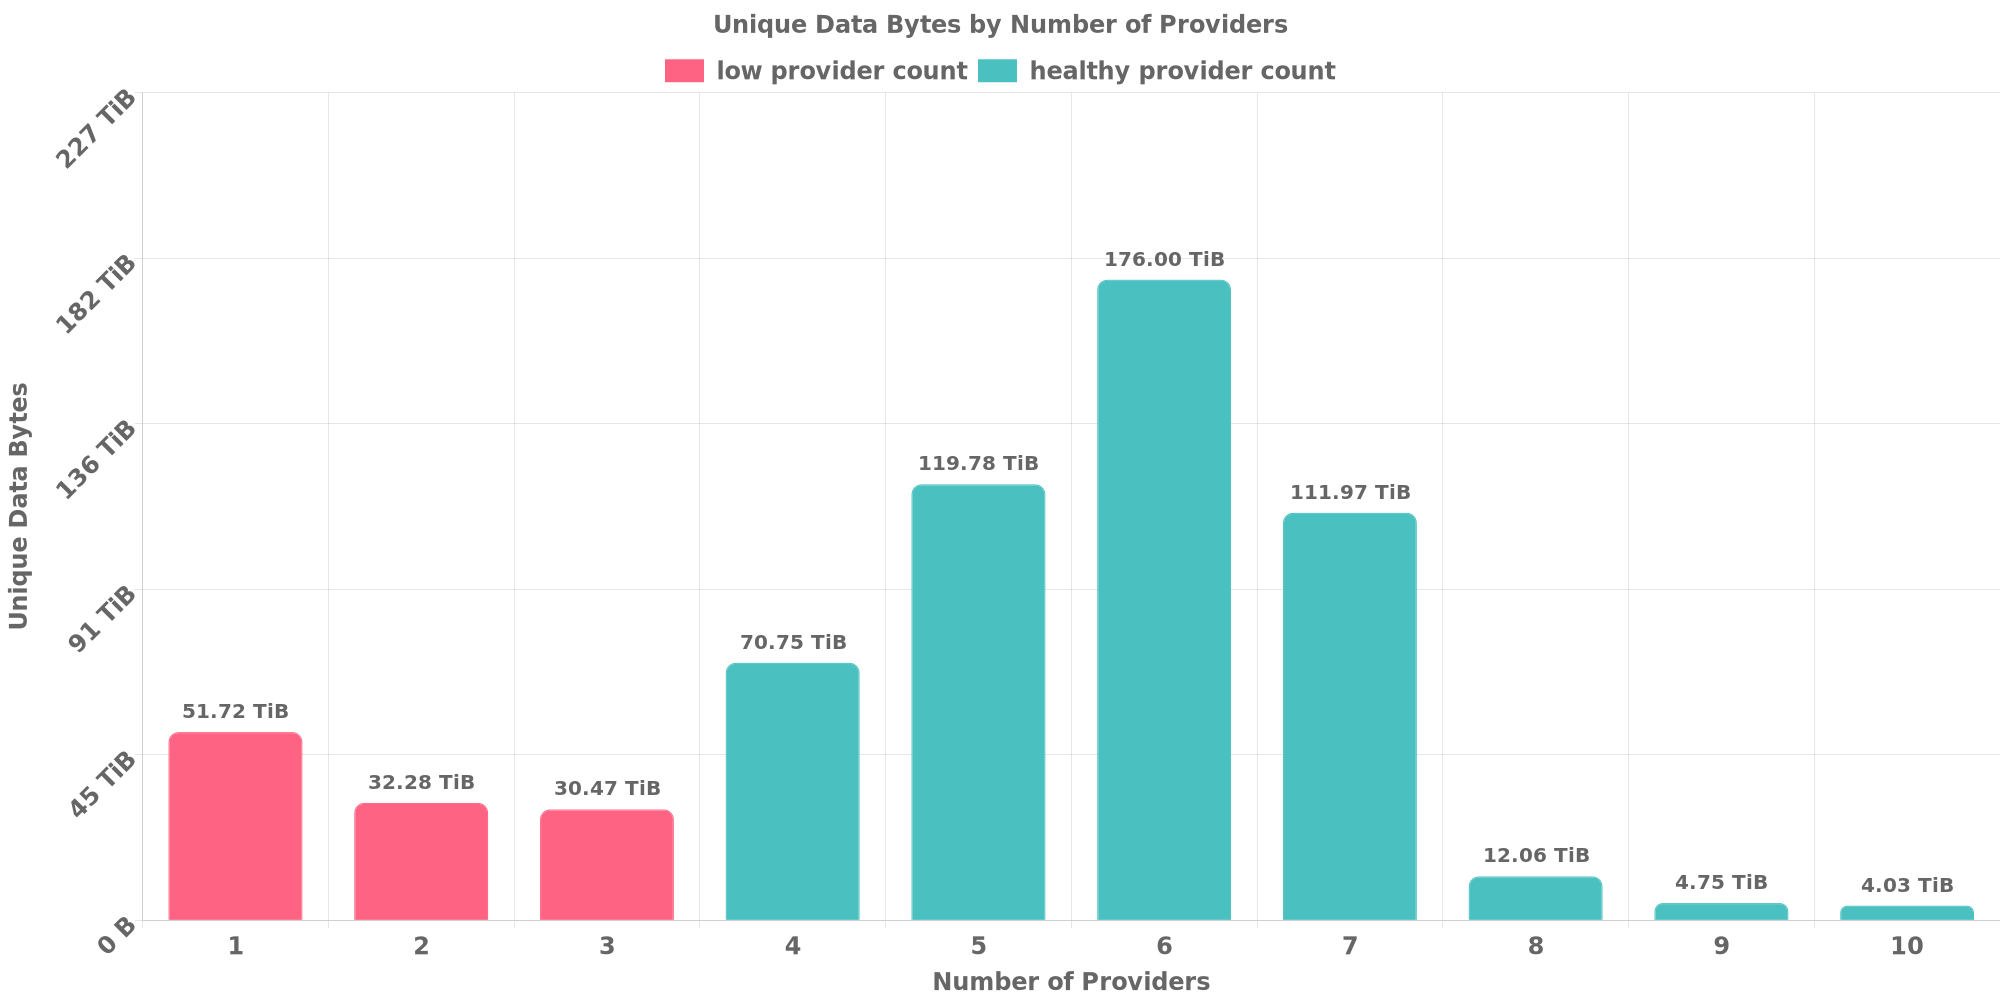 Unique Data Bytes by Number of Providers
low provider count
healthy provider count
227 TiB
182 TiB
136 TiB
91 TiB
45 TiB
0 B
Unique Data Bytes
51.72 TiB
32.28 TiB
30.47 TiB
70.75 TiB
119.78 TiB
176.00 TiB
111.97 TiB
12.06 TiB
4.75 TiB
4.03 TiB
1 2 3 4 5 6 7 8 9 10
Number of Providers